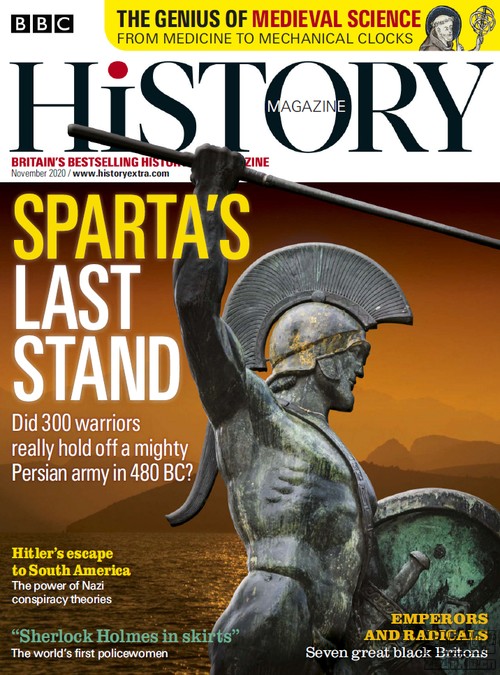 BBC
THE GENIUS OF MEDIEVAL SCIENCE
FROM MEDICINE TO MECHANICAL CLOCKS
HiSTORY
MAGAZINE
BRITAIN'S BESTSELLING HISTO ZINE
November 2020 / www.historyextra.com
SPARTA'S
LAST
STAND
Did 300 warriors
really hold off a mighty
Persian army in 480 BC?
Hitler's escape
to South America
The power of Nazi
conspiracy theories
"Sherlock Holmes in skirts"
The world's first policewomen
EMPERORS
AND RADICALS
Seven great black Britons